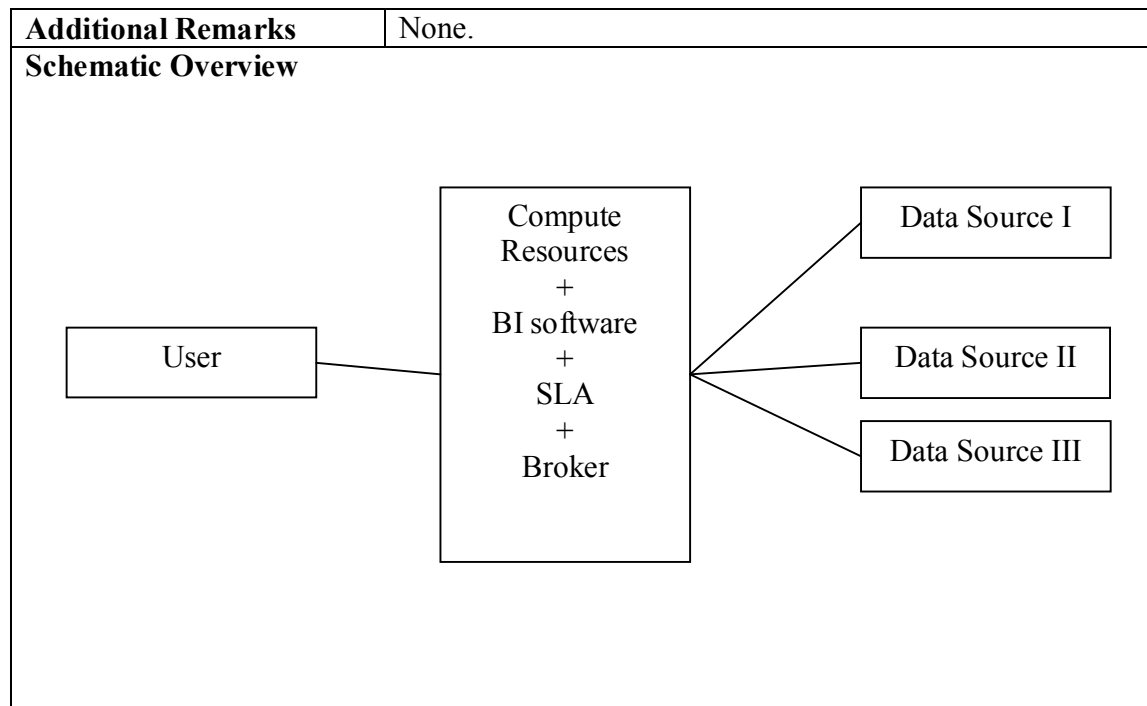 Additional Remarks None.
Schematic Overview
User
Compute
Resources
+
BI software
+
SLA
+
Broker
Data Source I
Data Source II
Data Source III